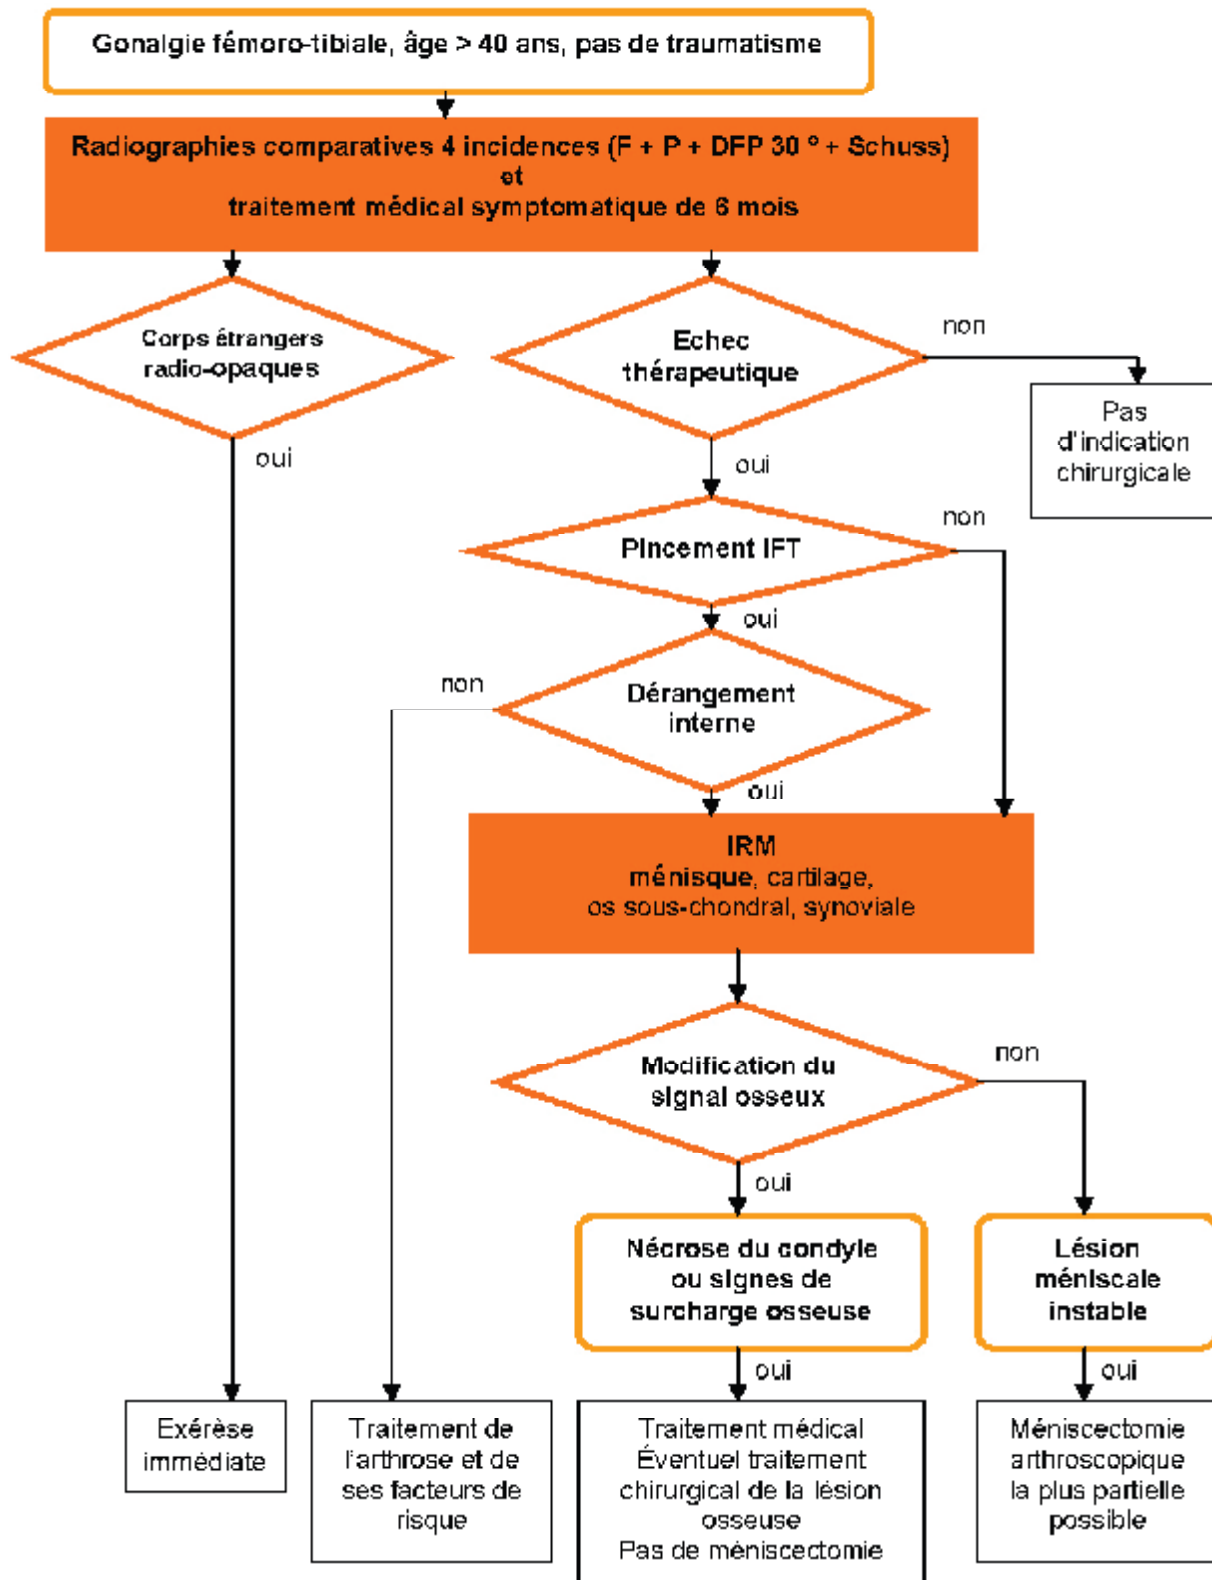 Gonalgie fémoro-tibiale, âge > 40 ans, pas de traumatisme
Radiographies comparatives 4 incidences (F + P + DFP 30 º + Schuss)
et
traitement médical symptomatique de 6 mois
Corps étrangers
radio-opaques
Echec
thérapeutique
non
Pas
d'indication
chirurgicale
oui
oui
Pincement IFT
non
oui
non
Dérangement
interne
oui
IRM
ménisque, cartilage,
os sous-chondral, synoviale
Modification du
signal osseux
non
oui
Nécrose du condyle
ou signes de
surcharge osseuse
Lésion
méniscale
instable
oui
oui
Exérèse
immédiate
Traitement de
l'arthrose et de
ses facteurs de
risque
Traitement médical
Éventuel traitement
chirurgical de la lésion
osseuse
Pas de méniscectomie
Méniscectomie
arthroscopique
la plus partielle
possible